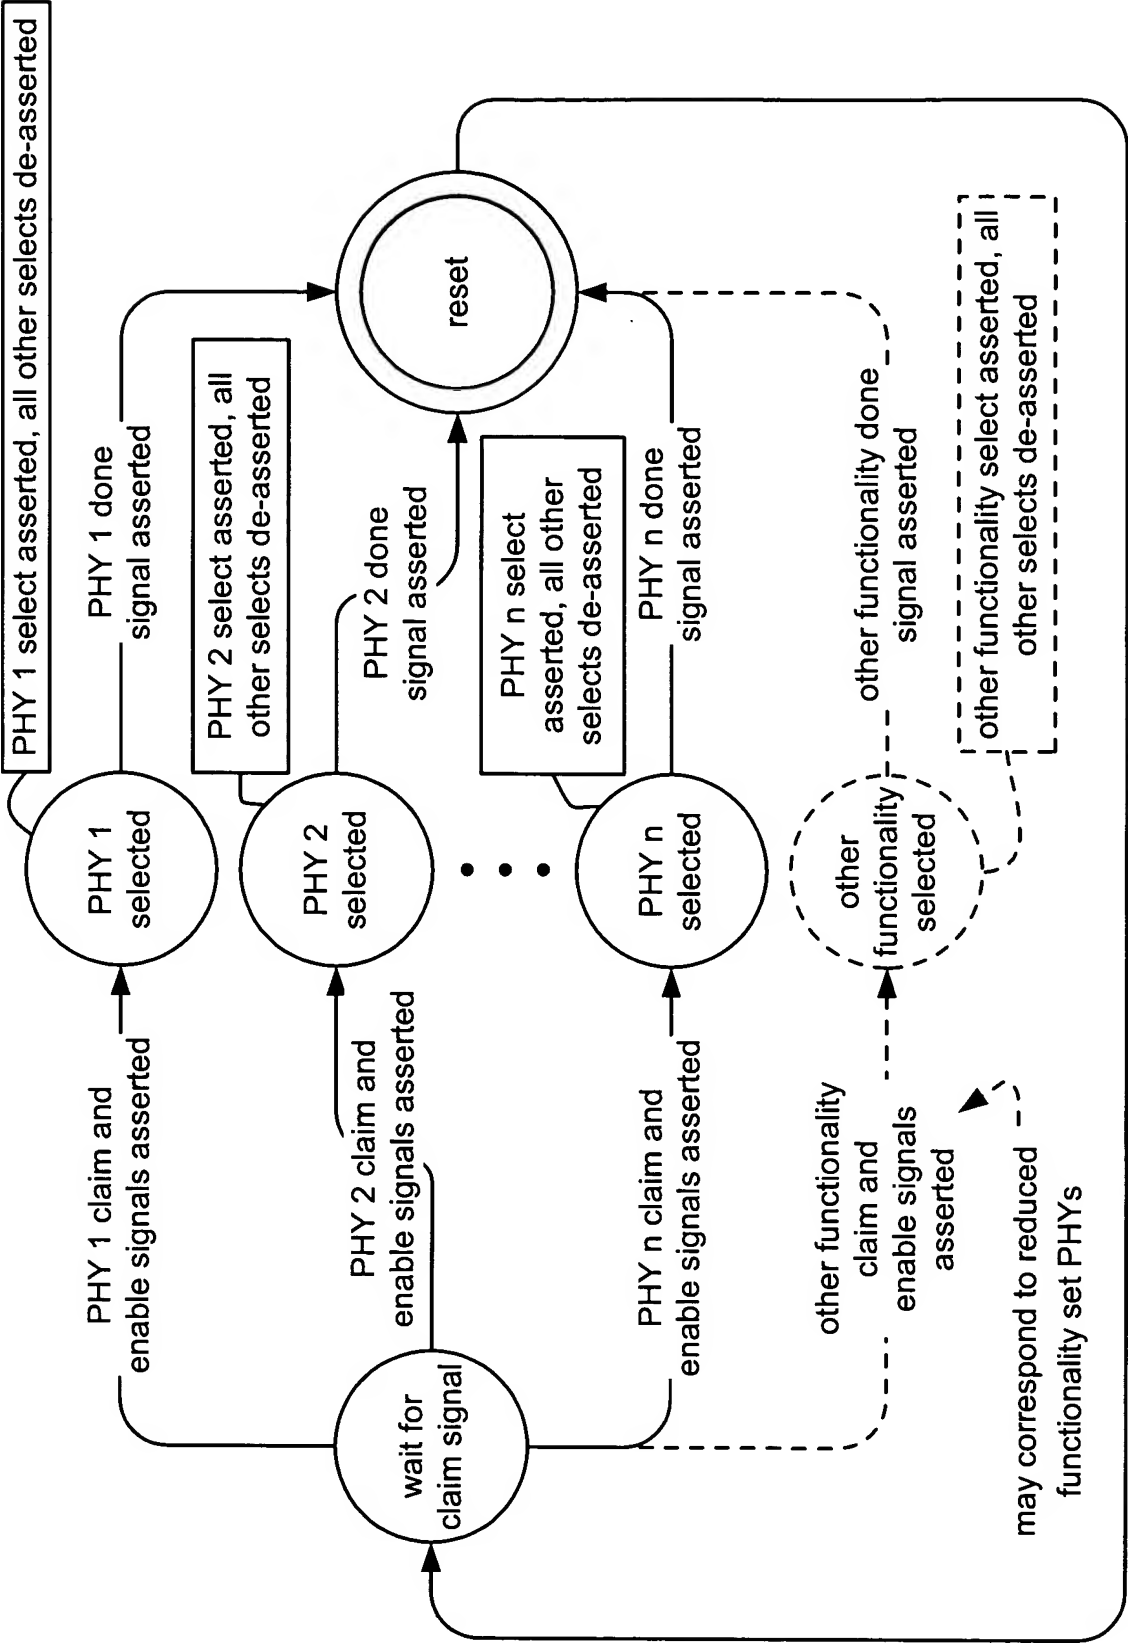 PHY 1 select asserted, all other selects de-asserted
PHY 1 claim and
enable signals asserted
PHY 1
selected
PHY 1 done
signal asserted
PHY 2 select asserted, all
other selects de-asserted
PHY 2 claim and
enable signals asserted
PHY 2
selected
PHY 2 done
signal asserted
wait for
claim signal
reset
PHY n select
asserted, all other
selects de-asserted
PHY n claim and
enable signals asserted
PHY n
selected
PHY n done
signal asserted
other functionality
claim and
enable signals
asserted
other
functionality
selected
other functionality done
signal asserted
other functionality select asserted, all
other selects de-asserted
may correspond to reduced
functionality set PHYs